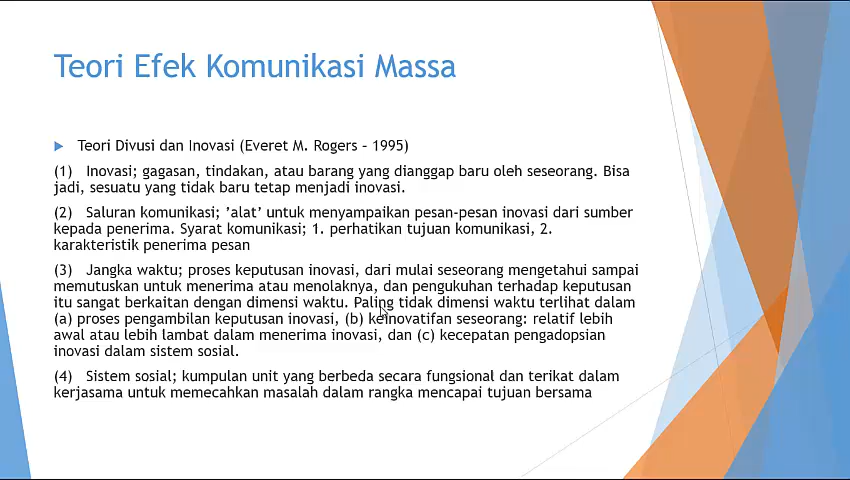 Teori Efek Komunikasi Massa
Teori Divusi dan Inovasi (Everet M. Rogers – 1995)
(1) Inovasi; gagasan, tindakan, atau barang yang dianggap baru oleh seseorang. Bisa
jadi, sesuatu yang tidak baru tetap menjadi inovasi.
(2) Saluran komunikasi; ’alat’ untuk menyampaikan pesan-pesan inovasi dari sumber
kepada penerima. Syarat komunikasi; 1. perhatikan tujuan komunikasi, 2.
karakteristik penerima pesan
(3) Jangka waktu; proses keputusan inovasi, dari mulai seseorang mengetahui sampai
memutuskan untuk menerima atau menolaknya, dan pengukuhan terhadap keputusan
itu sangat berkaitan dengan dimensi waktu. Paling tidak dimensi waktu terlihat dalam
(a) proses pengambilan keputusan inovasi, (b) keinovatifan seseorang: relatif lebih
awal atau lebih lambat dalam menerima inovasi, dan (c) kecepatan pengadopsian
inovasi dalam sistem sosial.
(4) Sistem sosial; kumpulan unit yang berbeda secara fungsional dan terikat dalam
kerjasama untuk memecahkan masalah dalam rangka mencapai tujuan bersama